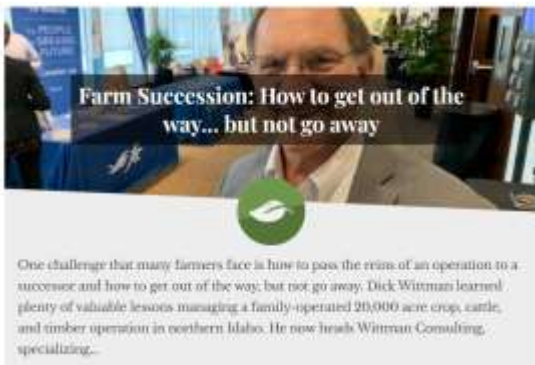 PEOPLE
FUTURE
Farm Succession: How to get out of the
way... but not go away
One challenge that many farmers face is how to pass the reins of an operation to a
successor and how to get out of the way, but not go away. Dick Wittman learned
plenty of valuable lessons managing a family-operated 20,000 acre crop, cattle,
and timber operation in northern Idaho. He now heads Wittman Consulting,
specializing...